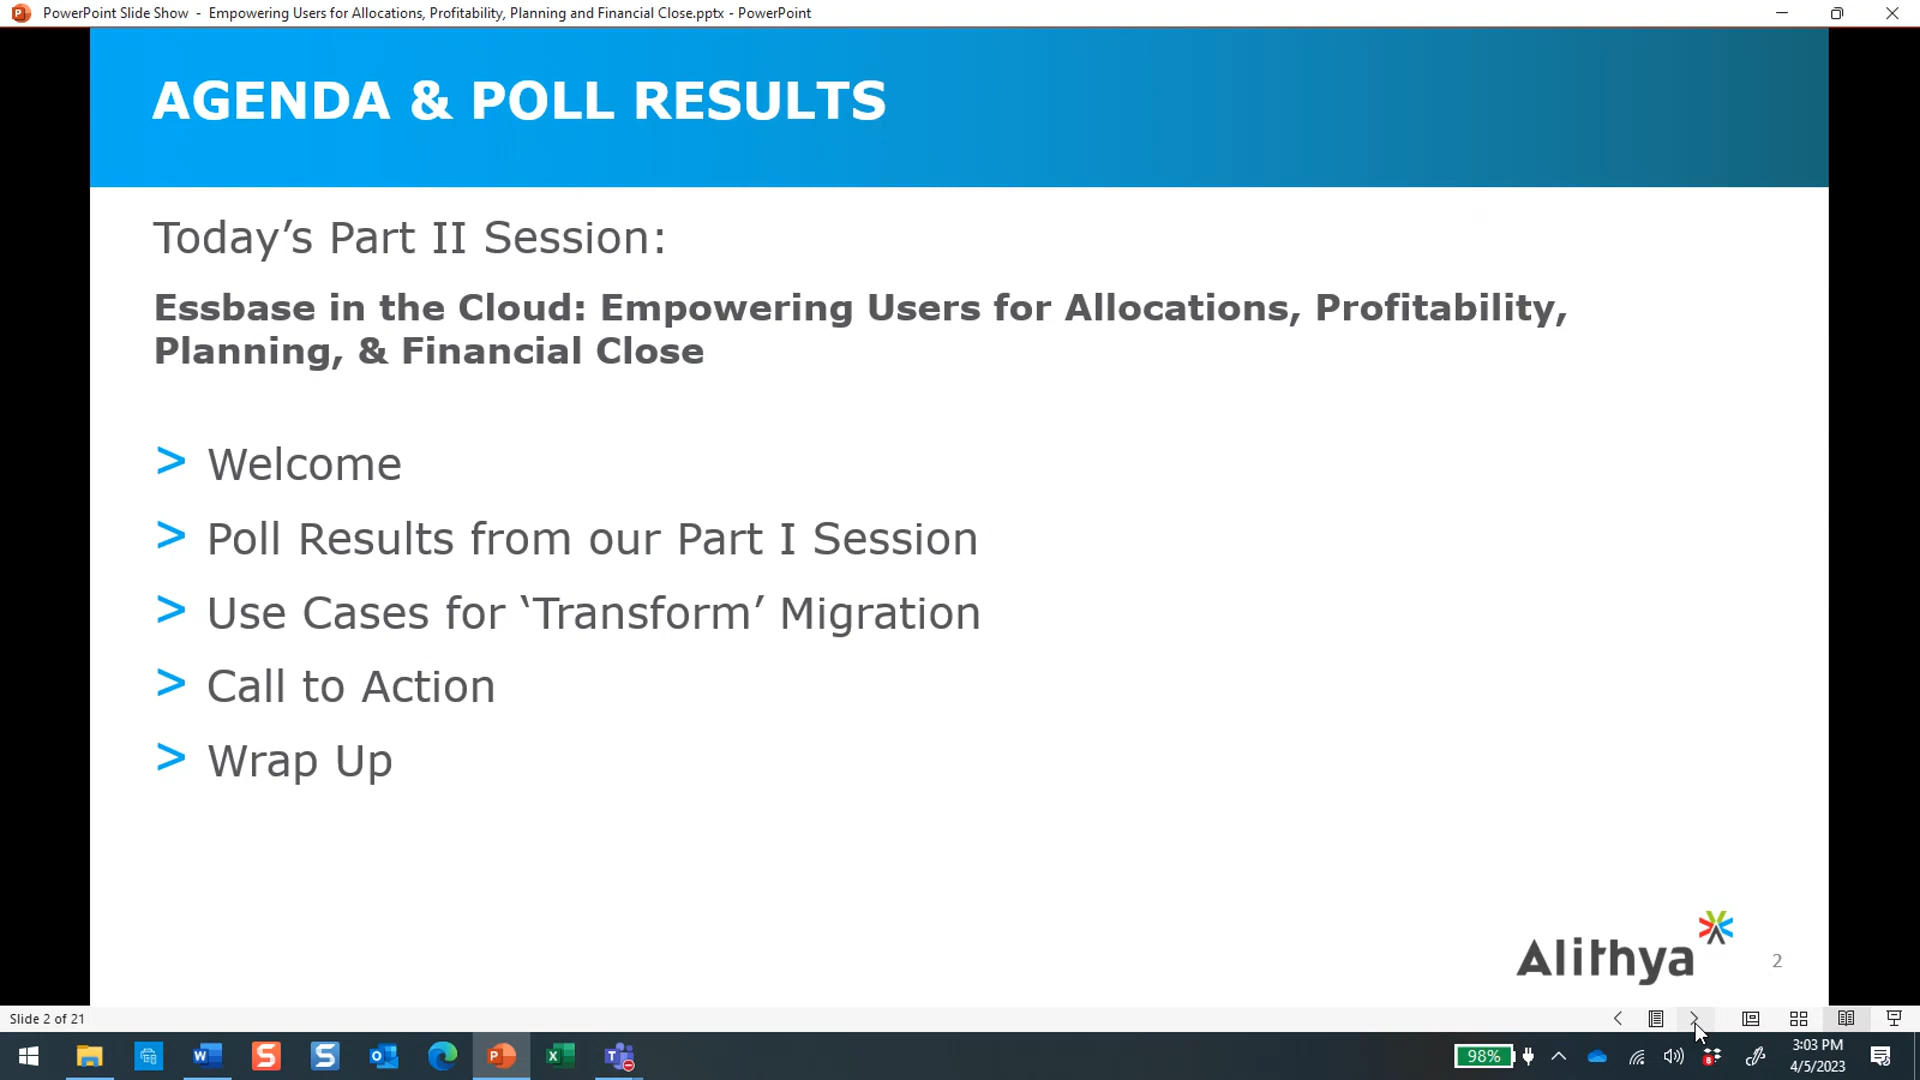 PowerPoint Slide Show - Empowering Users for Allocations, Profitability, Planning and Financial Close.pptx - PowerPoint
AGENDA & POLL RESULTS
Today’s Part II Session:
Essbase in the Cloud: Empowering Users for Allocations, Profitability,
Planning, & Financial Close
> Welcome
> Poll Results from our Part I Session
> Use Cases for ‘Transform’ Migration
> Call to Action
> Wrap Up
Alithya
2
Slide 2 of 21
98%
3:03 PM
4/5/2023